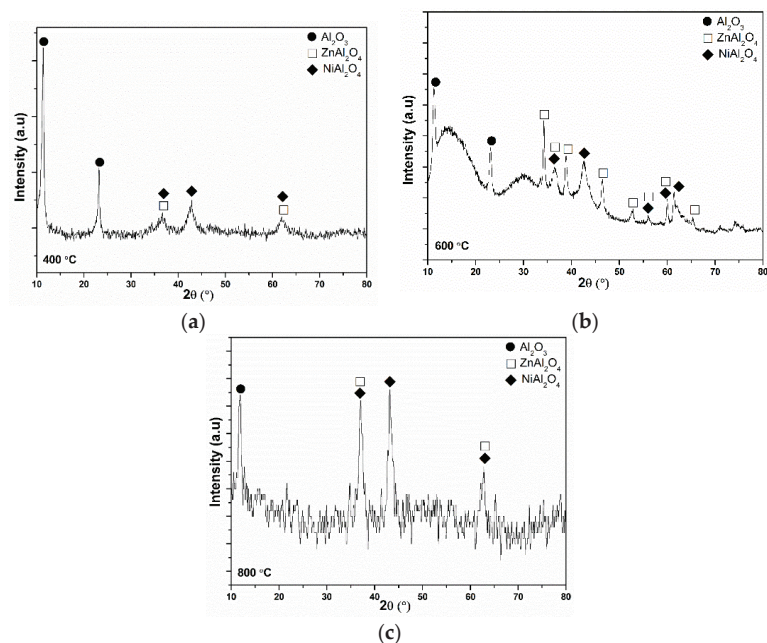 Al₂O₃
ZnAl₂O₄
NiAl₂O₄
Intensity (a.u)
400 °C
10 20 30 40 50 60 70 80
2θ (°)
(a)
Al₂O₃
ZnAl₂O₄
NiAl₂O₄
Intensity (a.u)
600 °C
10 20 30 40 50 60 70 80
2θ (°)
(b)
Al₂O₃
ZnAl₂O₄
NiAl₂O₄
Intensity (a.u)
800 °C
10 20 30 40 50 60 70 80
2θ (°)
(c)